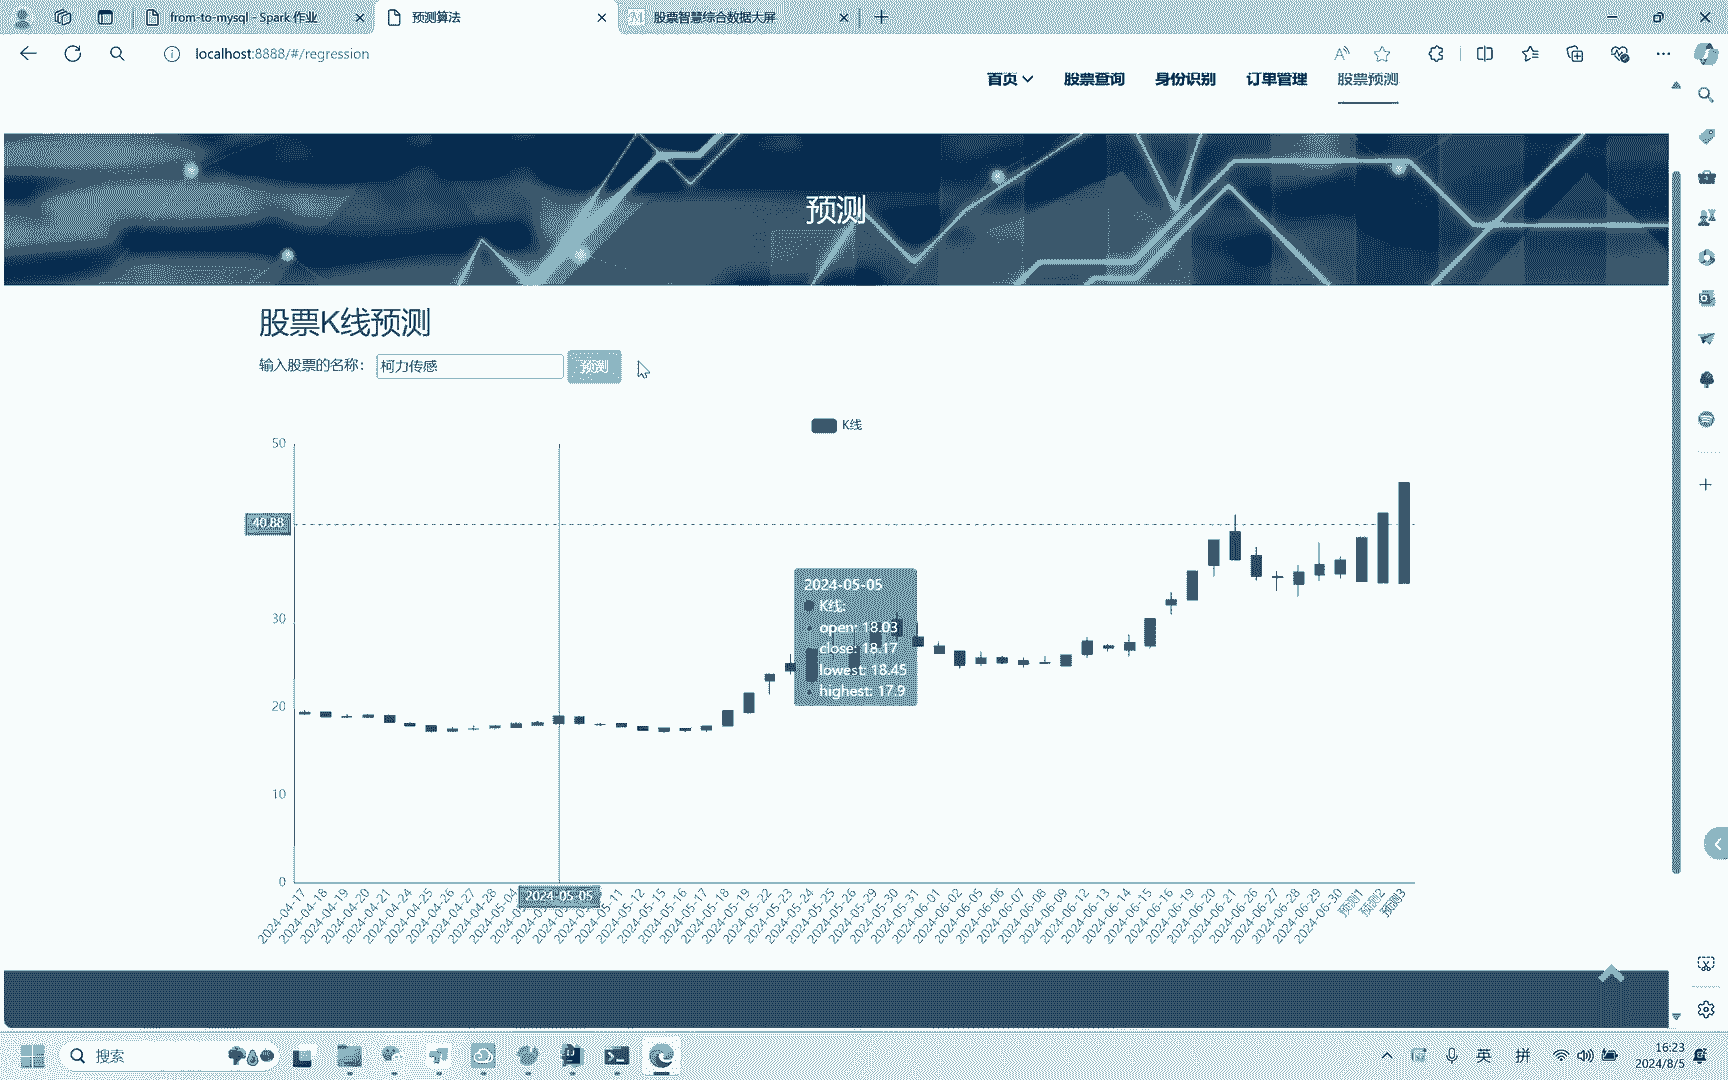 from-to-mysql - Spark 作业
预测算法
股票智慧综合数据大屏
localhost:8888/#/regression
首页
股票查询
身份识别
订单管理
股票预测
预测
股票K线预测
输入股票的名称：
柯力传感
预测
K线
50
40.88
30
20
10
0
2024-05-05
K线:
open: 18.03
close: 18.17
lowest: 18.45
highest: 17.9
2024-04-17
2024-04-18
2024-04-19
2024-04-20
2024-04-21
2024-04-24
2024-04-25
2024-04-26
2024-04-27
2024-04-28
2024-05-04
2024-05-05
2024-05-11
2024-05-12
2024-05-15
2024-05-16
2024-05-17
2024-05-18
2024-05-19
2024-05-22
2024-05-23
2024-05-24
2024-05-25
2024-05-26
2024-05-29
2024-05-30
2024-05-31
2024-06-01
2024-06-02
2024-06-05
2024-06-06
2024-06-07
2024-06-08
2024-06-09
2024-06-12
2024-06-13
2024-06-14
2024-06-15
2024-06-16
2024-06-19
2024-06-20
2024-06-21
2024-06-26
2024-06-27
2024-06-28
2024-06-29
2024-06-30
预测1
预测2
预测3
搜索
英
拼
16:23
2024/8/5